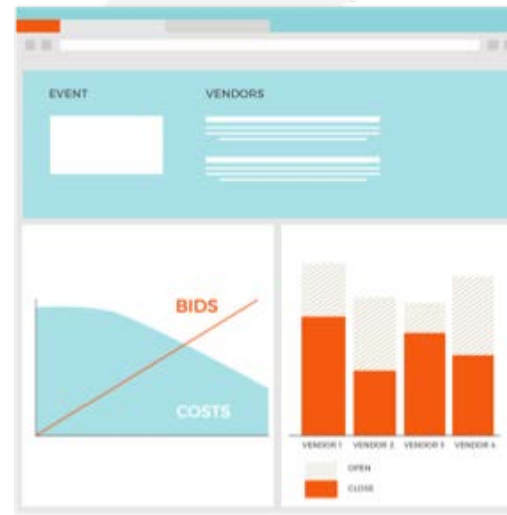 EVENT
VENDORS
BIDS
COSTS
VENDOR 1
VENDOR 2
VENDOR 3
VENDOR 4
OPEN
CLOSE